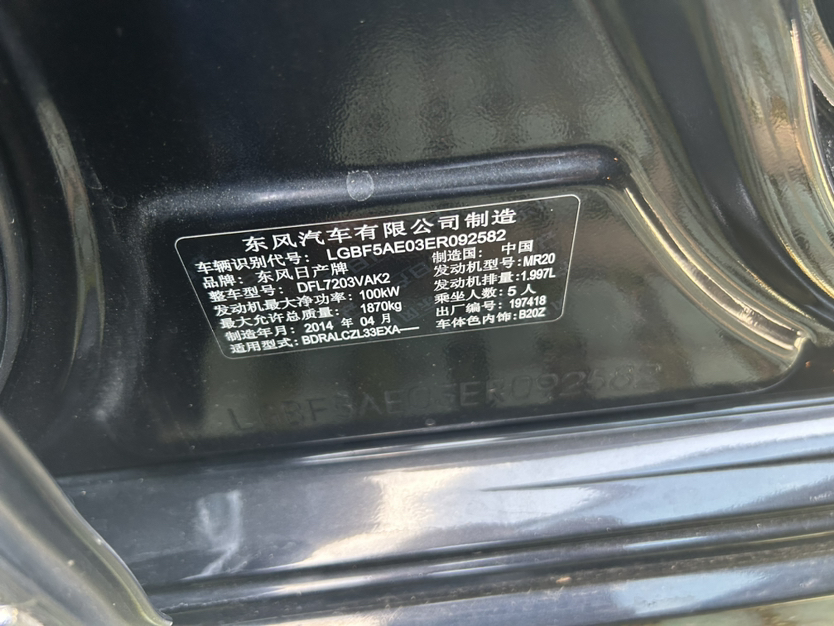 东风汽车有限公司制造
车辆识别代号：LGBF5AE03ER092582
品牌：东风日产牌 制造国：中国
整车型号：DFL7203VAK2 发动机型号：MR20
发动机最大净功率：100kW 发动机排量：1.997L
最大允许总质量：1870kg 乘坐人数：5人
制造年月：2014 年 04 月 出厂编号：197418
适用型式：BDRALCZL33EXA— 车体色内饰：B20Z
LGBF5AE03ER092582